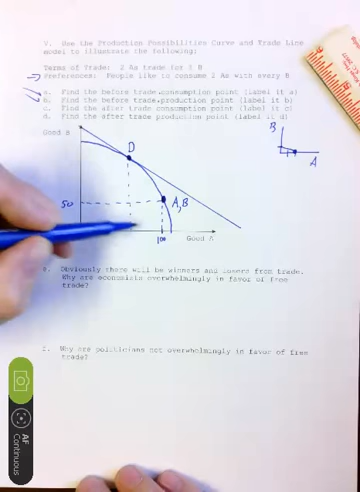 V. Use the Production Possibilities Curve and Trade Line
model to illustrate the following:
Terms of Trade: 2 As trade for 1 B
Preferences: People like to consume 2 As with every B
a. Find the before trade consumption point (label it a)
b. Find the before trade production point (label it b)
c. Find the after trade consumption point (label it c)
d. Find the after trade production point (label it d)
Good B
B
A
D
A,B
50
100
Good A
e. Obviously there will be winners and losers from trade.
Why are economists overwhelmingly in favor of free
trade?
f. Why are politicians not overwhelmingly in favor of free
trade?
AF
Continuous